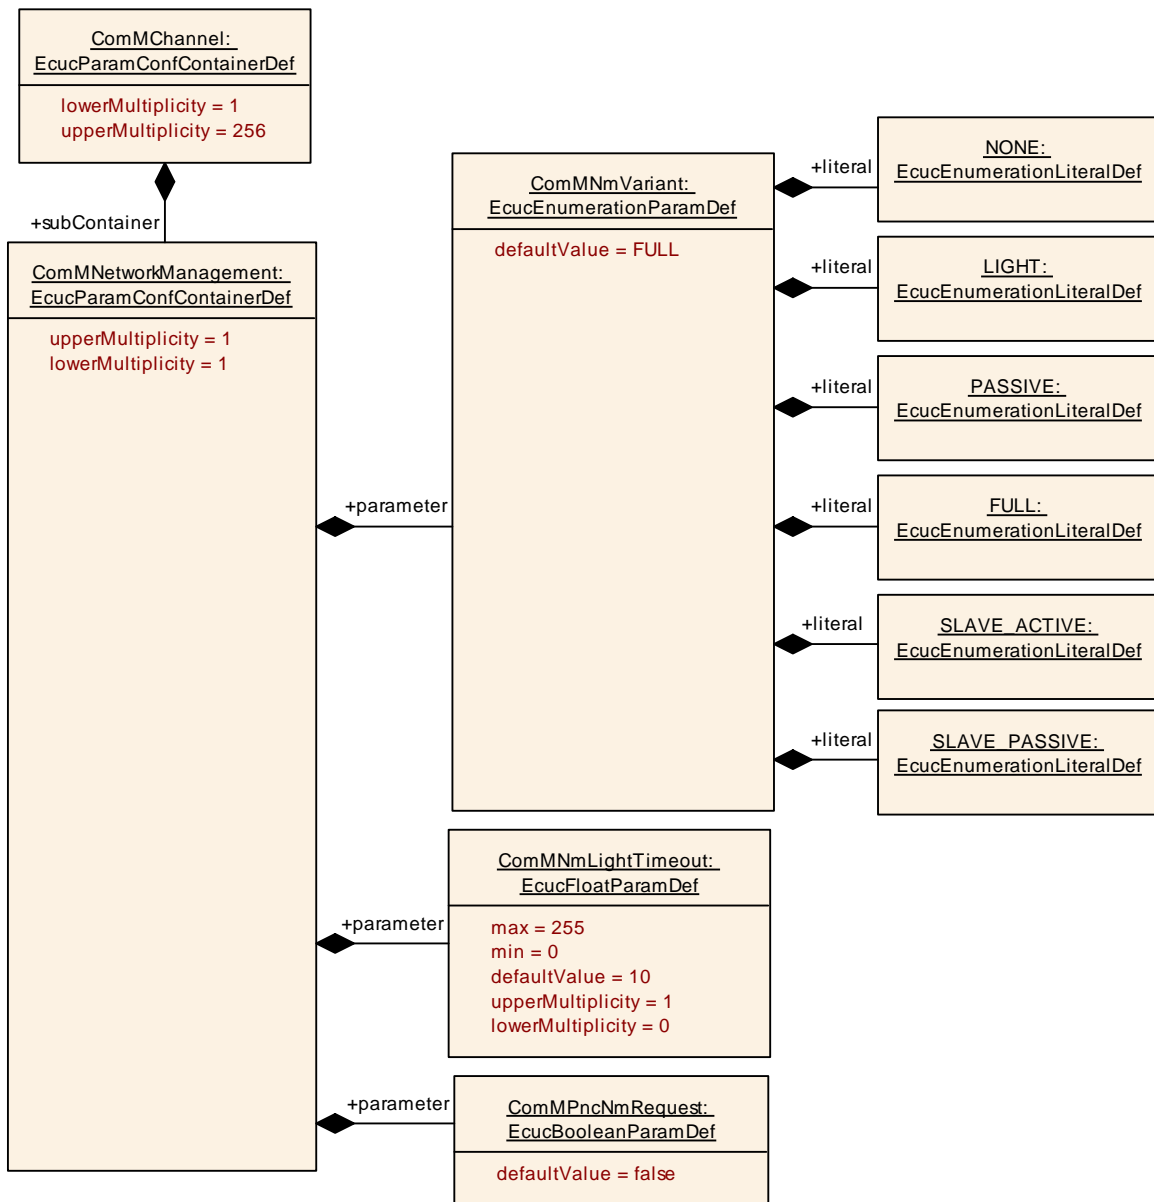 ComMChannel:
EcucParamConfContainerDef
lowerMultiplicity = 1
upperMultiplicity = 256
+subContainer
ComMNetworkManagement:
EcucParamConfContainerDef
upperMultiplicity = 1
lowerMultiplicity = 1
+parameter
ComMNmVariant:
EcucEnumerationParamDef
defaultValue = FULL
+literal
NONE:
EcucEnumerationLiteralDef
+literal
LIGHT:
EcucEnumerationLiteralDef
+literal
PASSIVE:
EcucEnumerationLiteralDef
+literal
FULL:
EcucEnumerationLiteralDef
+literal
SLAVE_ACTIVE:
EcucEnumerationLiteralDef
+literal
SLAVE_PASSIVE:
EcucEnumerationLiteralDef
+parameter
ComMNmLightTimeout:
EcucFloatParamDef
max = 255
min = 0
defaultValue = 10
upperMultiplicity = 1
lowerMultiplicity = 0
+parameter
ComMPncNmRequest:
EcucBooleanParamDef
defaultValue = false